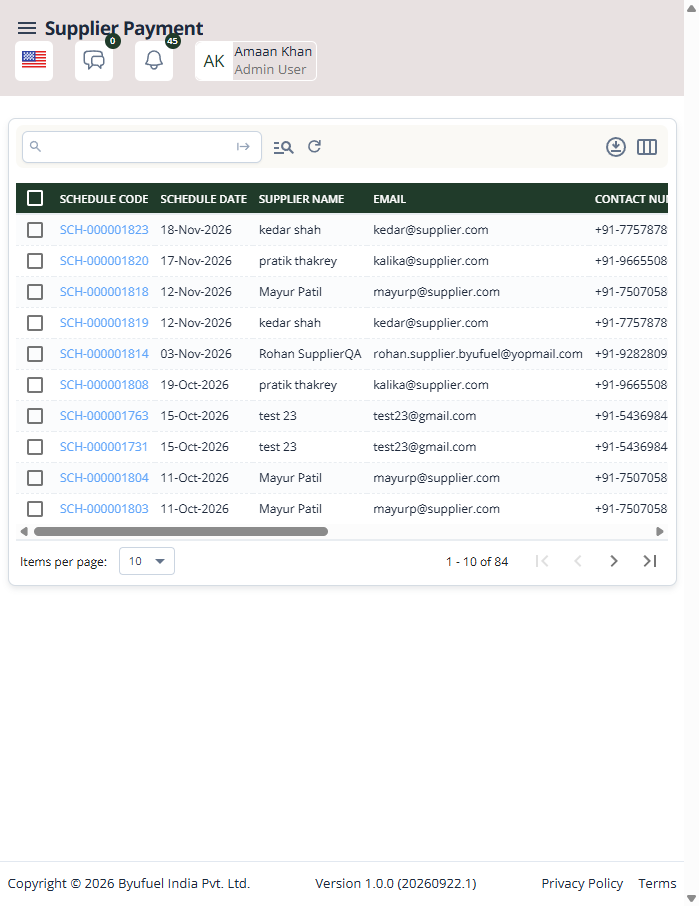 Supplier Payment
0
45
AK
Amaan Khan
Admin User
SCHEDULE CODE SCHEDULE DATE SUPPLIER NAME EMAIL CONTACT NU
SCH-000001823 18-Nov-2026 kedar shah kedar@supplier.com +91-7757878
SCH-000001820 17-Nov-2026 pratik thakrey kalika@supplier.com +91-9665508
SCH-000001818 12-Nov-2026 Mayur Patil mayurp@supplier.com +91-7507058
SCH-000001819 12-Nov-2026 kedar shah kedar@supplier.com +91-7757878
SCH-000001814 03-Nov-2026 Rohan SupplierQA rohan.supplier.byufuel@yopmail.com +91-9282809
SCH-000001808 19-Oct-2026 pratik thakrey kalika@supplier.com +91-9665508
SCH-000001763 15-Oct-2026 test 23 test23@gmail.com +91-5436984
SCH-000001731 15-Oct-2026 test 23 test23@gmail.com +91-5436984
SCH-000001804 11-Oct-2026 Mayur Patil mayurp@supplier.com +91-7507058
SCH-000001803 11-Oct-2026 Mayur Patil mayurp@supplier.com +91-7507058
Items per page: 10 1 - 10 of 84
Copyright © 2026 Byufuel India Pvt. Ltd. Version 1.0.0 (20260922.1) Privacy Policy Terms